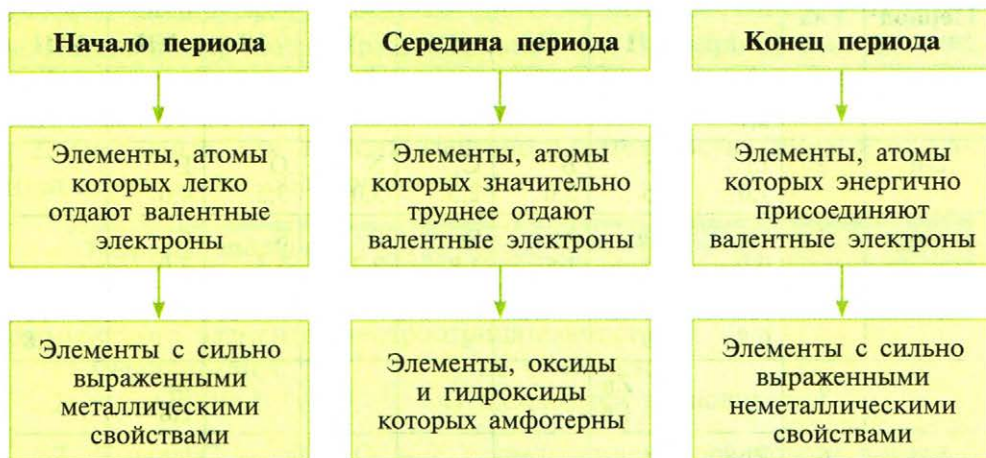 Начало периода
Элементы, атомы
которых легко
отдают валентные
электроны
Элементы с сильно
выраженными
металлическими
свойствами
Середина периода
Элементы, атомы
которых значительно
труднее отдают
валентные электроны
Элементы, оксиды
и гидроксиды
которых амфотерны
Конец периода
Элементы, атомы
которых энергично
присоединяют
валентные электроны
Элементы с сильно
выраженными
неметаллическими
свойствами